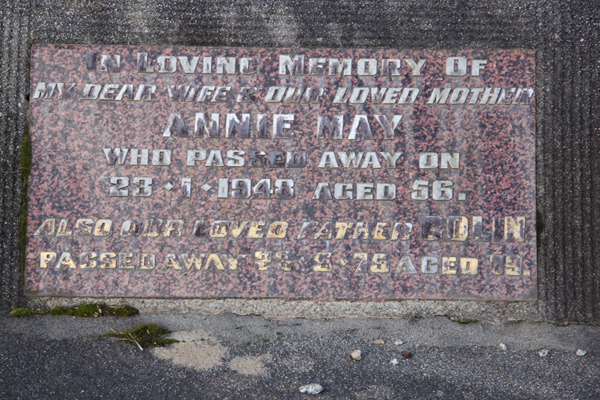 IN LOVING MEMORY OF
MY DEAR WIFE & OUR LOVED MOTHER
ANNIE MAY
WHO PASSED AWAY ON
23 · 1 · 1948 AGED 56.
ALSO OUR LOVED FATHER COLIN
PASSED AWAY AGED